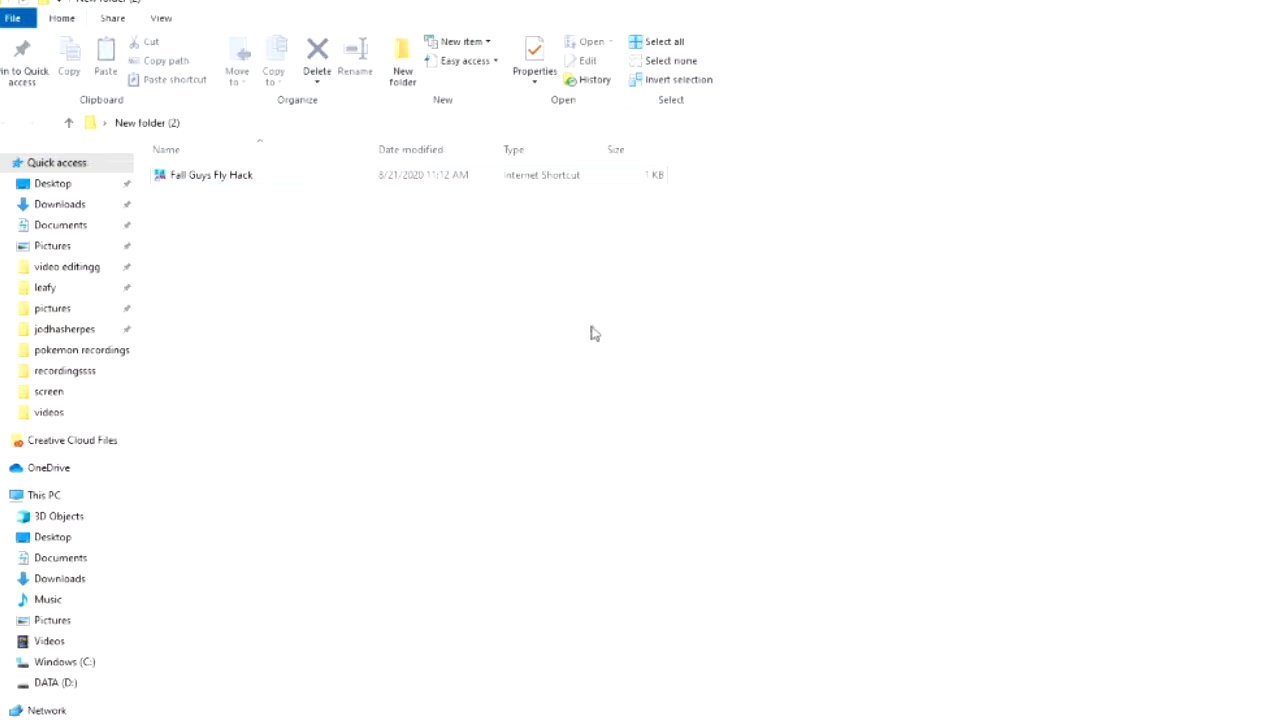 New folder (2)
File Home Share View
in to Quick access
Copy
Paste
Cut
Copy path
Paste shortcut
Clipboard
Move to
Copy to
Delete
Rename
Organize
New folder
New item
Easy access
New
Properties
Open
Edit
History
Open
Select all
Select none
Invert selection
Select
New folder (2)
Name Date modified Type Size
Fall Guys Fly Hack 8/21/2020 11:12 AM Internet Shortcut 1 KB
Quick access
Desktop
Downloads
Documents
Pictures
video editingg
leafy
pictures
jodhasherpes
pokemon recordings
recordingssss
screen
videos
Creative Cloud Files
OneDrive
This PC
3D Objects
Desktop
Documents
Downloads
Music
Pictures
Videos
Windows (C:)
DATA (D:)
Network